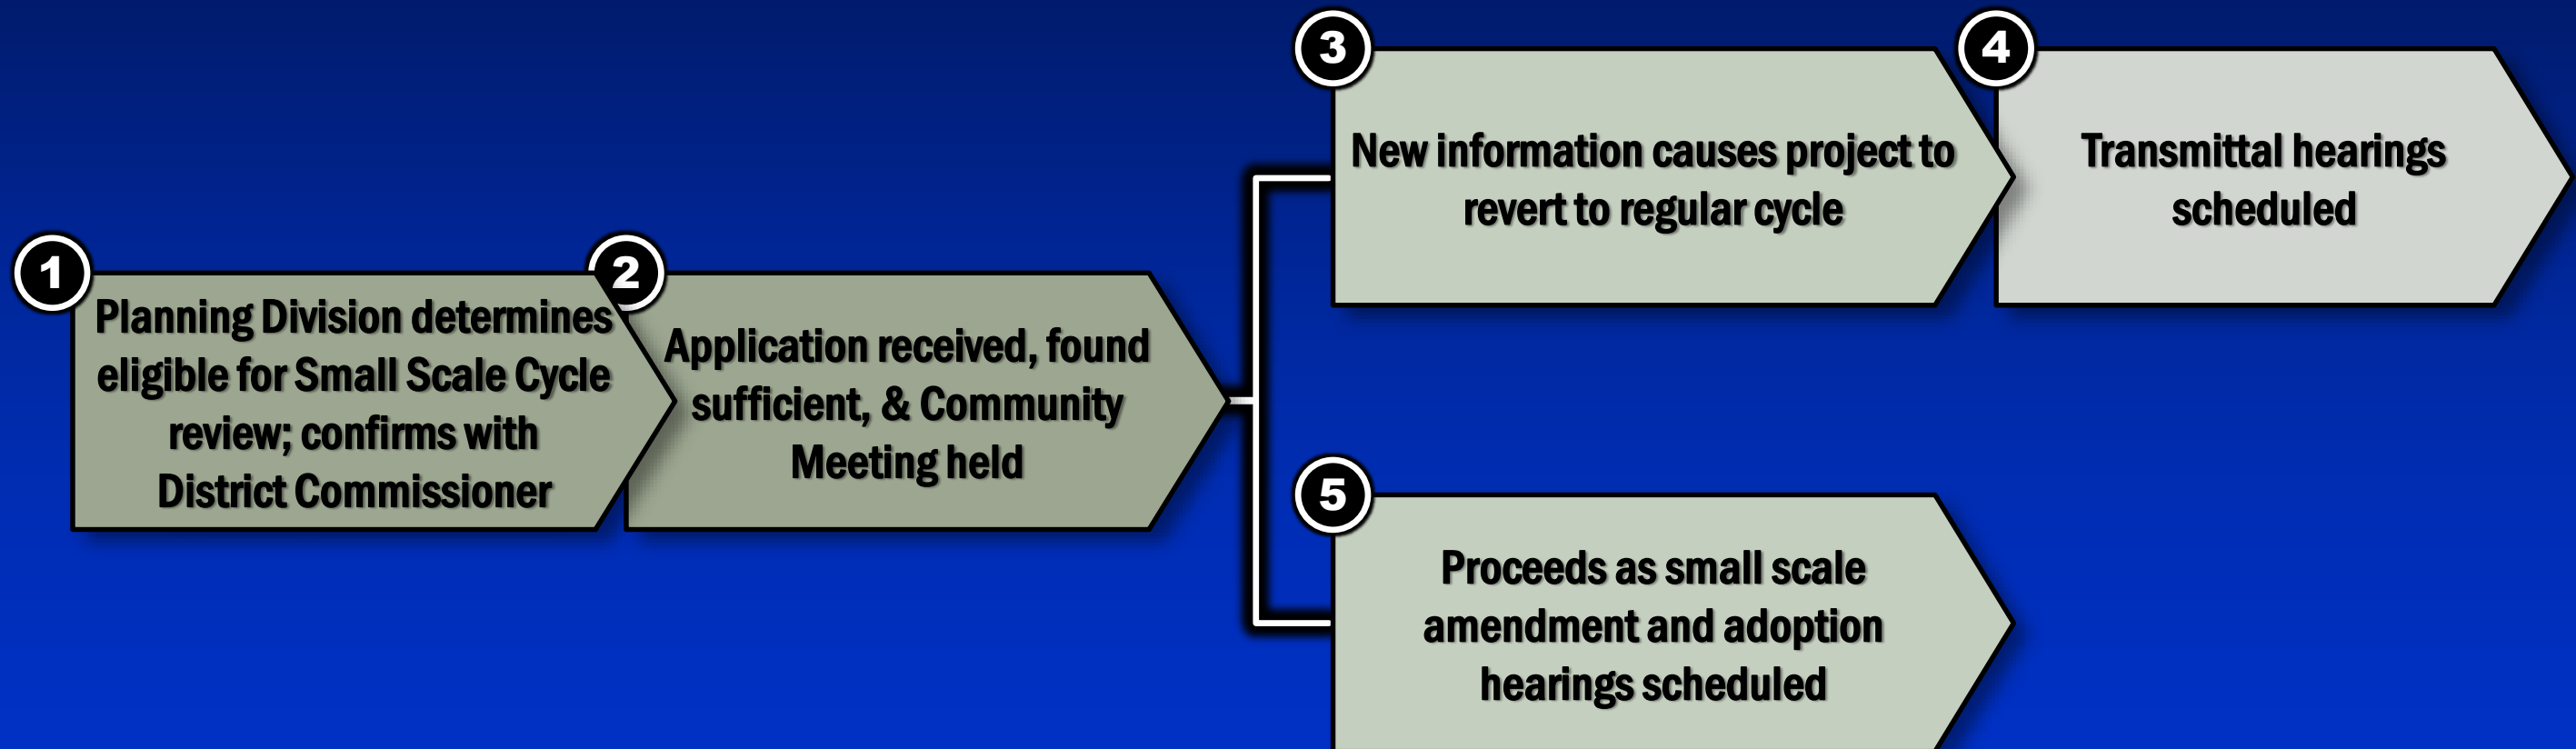 1
Planning Division determines
eligible for Small Scale Cycle
review; confirms with
District Commissioner
2
Application received, found
sufficient, & Community
Meeting held
3
New information causes project to
revert to regular cycle
4
Transmittal hearings
scheduled
5
Proceeds as small scale
amendment and adoption
hearings scheduled